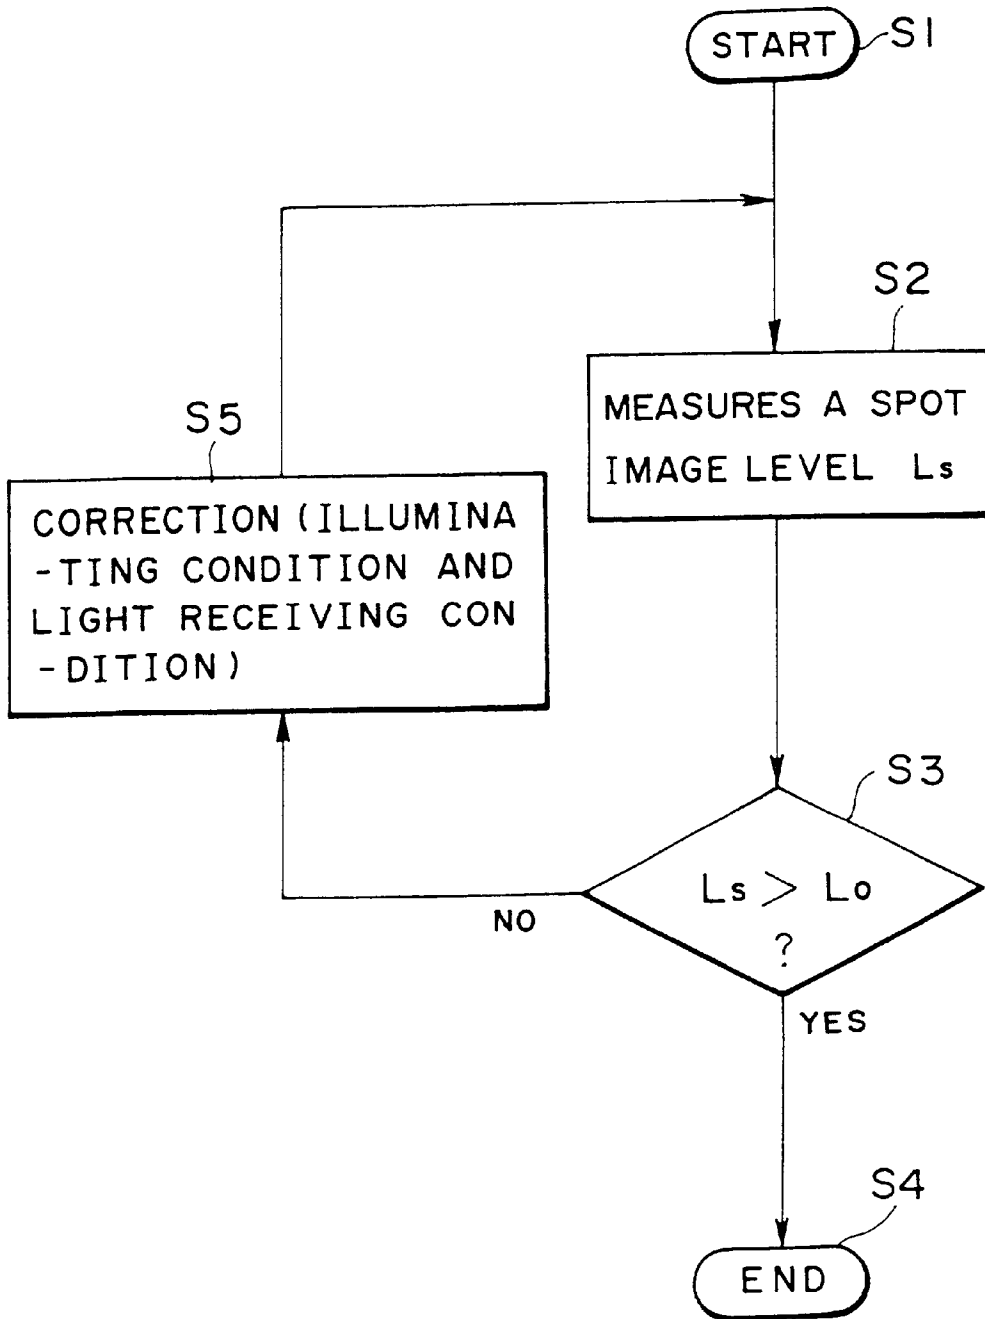 START
S1
S2
MEASURES A SPOT
IMAGE LEVEL Ls
S5
CORRECTION (ILLUMINA
-TING CONDITION AND
LIGHT RECEIVING CON
-DITION)
S3
Ls > Lo
?
NO
YES
S4
END